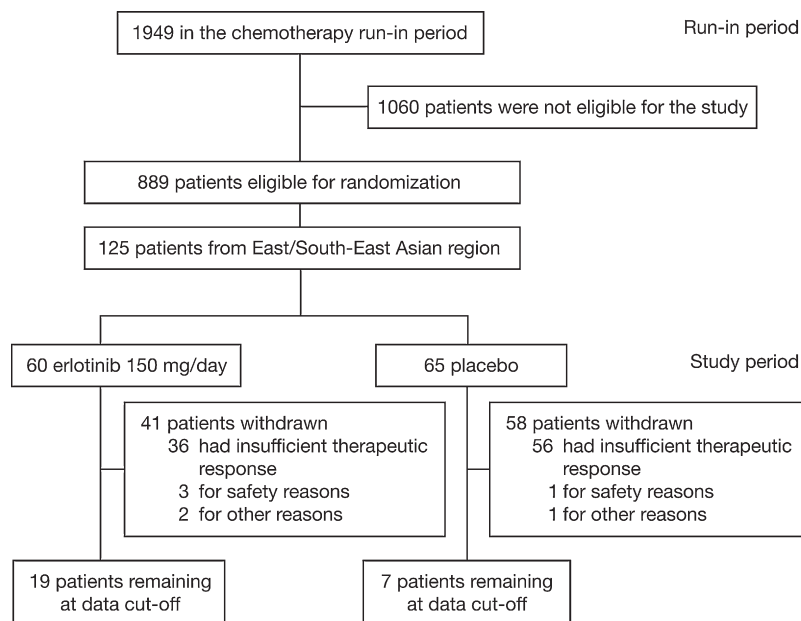 1949 in the chemotherapy run-in period
Run-in period
1060 patients were not eligible for the study
889 patients eligible for randomization
125 patients from East/South-East Asian region
60 erlotinib 150 mg/day
65 placebo
Study period
41 patients withdrawn
36 had insufficient therapeutic
response
3 for safety reasons
2 for other reasons
58 patients withdrawn
56 had insufficient therapeutic
response
1 for safety reasons
1 for other reasons
19 patients remaining
at data cut-off
7 patients remaining
at data cut-off